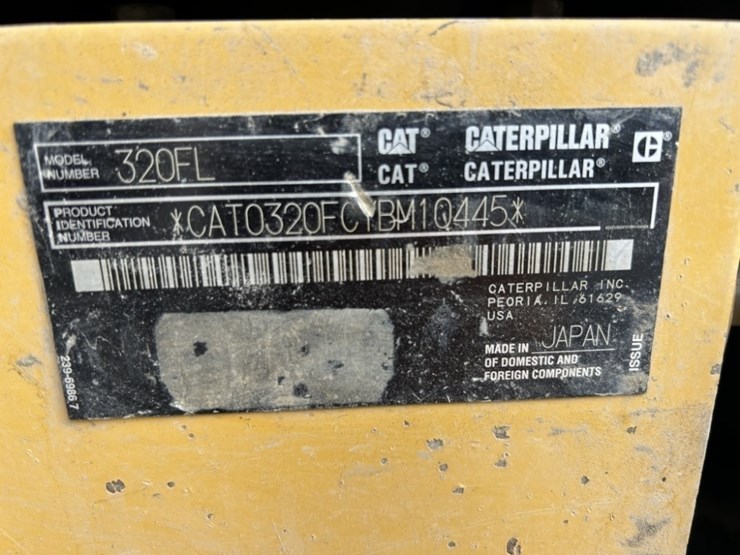 MODEL NUMBER 320FL
CAT® CATERPILLAR®
CAT® CATERPILLAR®
PRODUCT IDENTIFICATION NUMBER *CAT0320FCYBM10445*
CATERPILLAR INC.
PEORIA, IL 61629
USA
MADE IN JAPAN
OF DOMESTIC AND
FOREIGN COMPONENTS
ISSUE
239-6986 7